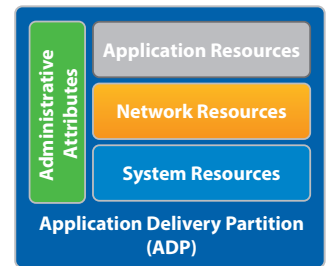 Administrative
Attributes
Application Resources
Network Resources
System Resources
Application Delivery Partition
(ADP)